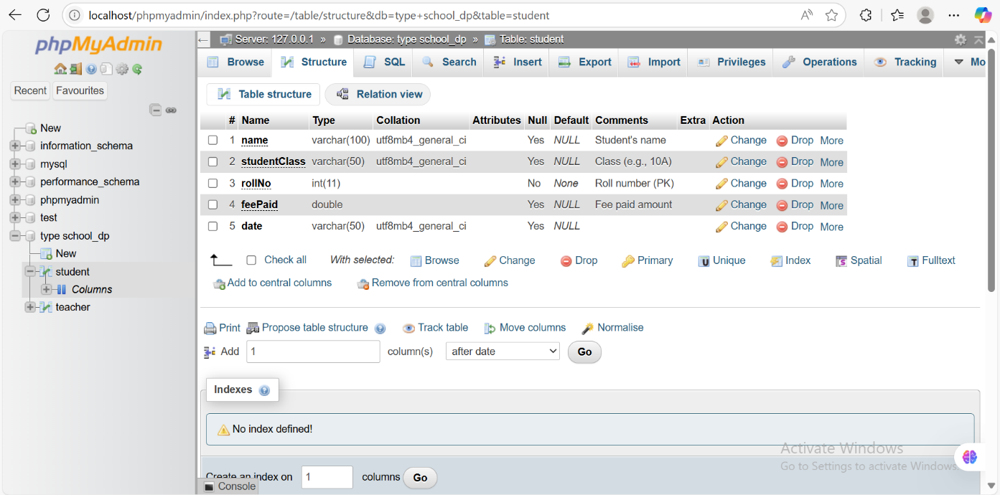 localhost/phpmyadmin/index.php?route=/table/structure&db=type+school_dp&table=student
phpMyAdmin
Recent Favourites
New
information_schema
mysql
performance_schema
phpmyadmin
test
type school_dp
New
student
Columns
teacher
Server: 127.0.0.1 » Database: type school_dp » Table: student
Browse Structure SQL Search Insert Export Import Privileges Operations Tracking Mo
Table structure Relation view
# Name Type Collation Attributes Null Default Comments Extra Action
1 name varchar(100) utf8mb4_general_ci Yes NULL Student's name Change Drop More
2 studentClass varchar(50) utf8mb4_general_ci Yes NULL Class (e.g., 10A) Change Drop More
3 rollNo int(11) No None Roll number (PK) Change Drop More
4 feePaid double Yes NULL Fee paid amount Change Drop More
5 date varchar(50) utf8mb4_general_ci Yes NULL Change Drop More
Check all With selected: Browse Change Drop Primary Unique Index Spatial Fulltext
Add to central columns Remove from central columns
Print Propose table structure Track table Move columns Normalise
Add 1 column(s) after date Go
Indexes
No index defined!
Create an index on 1 columns Go
Console
Activate Windows
Go to Settings to activate Windows.